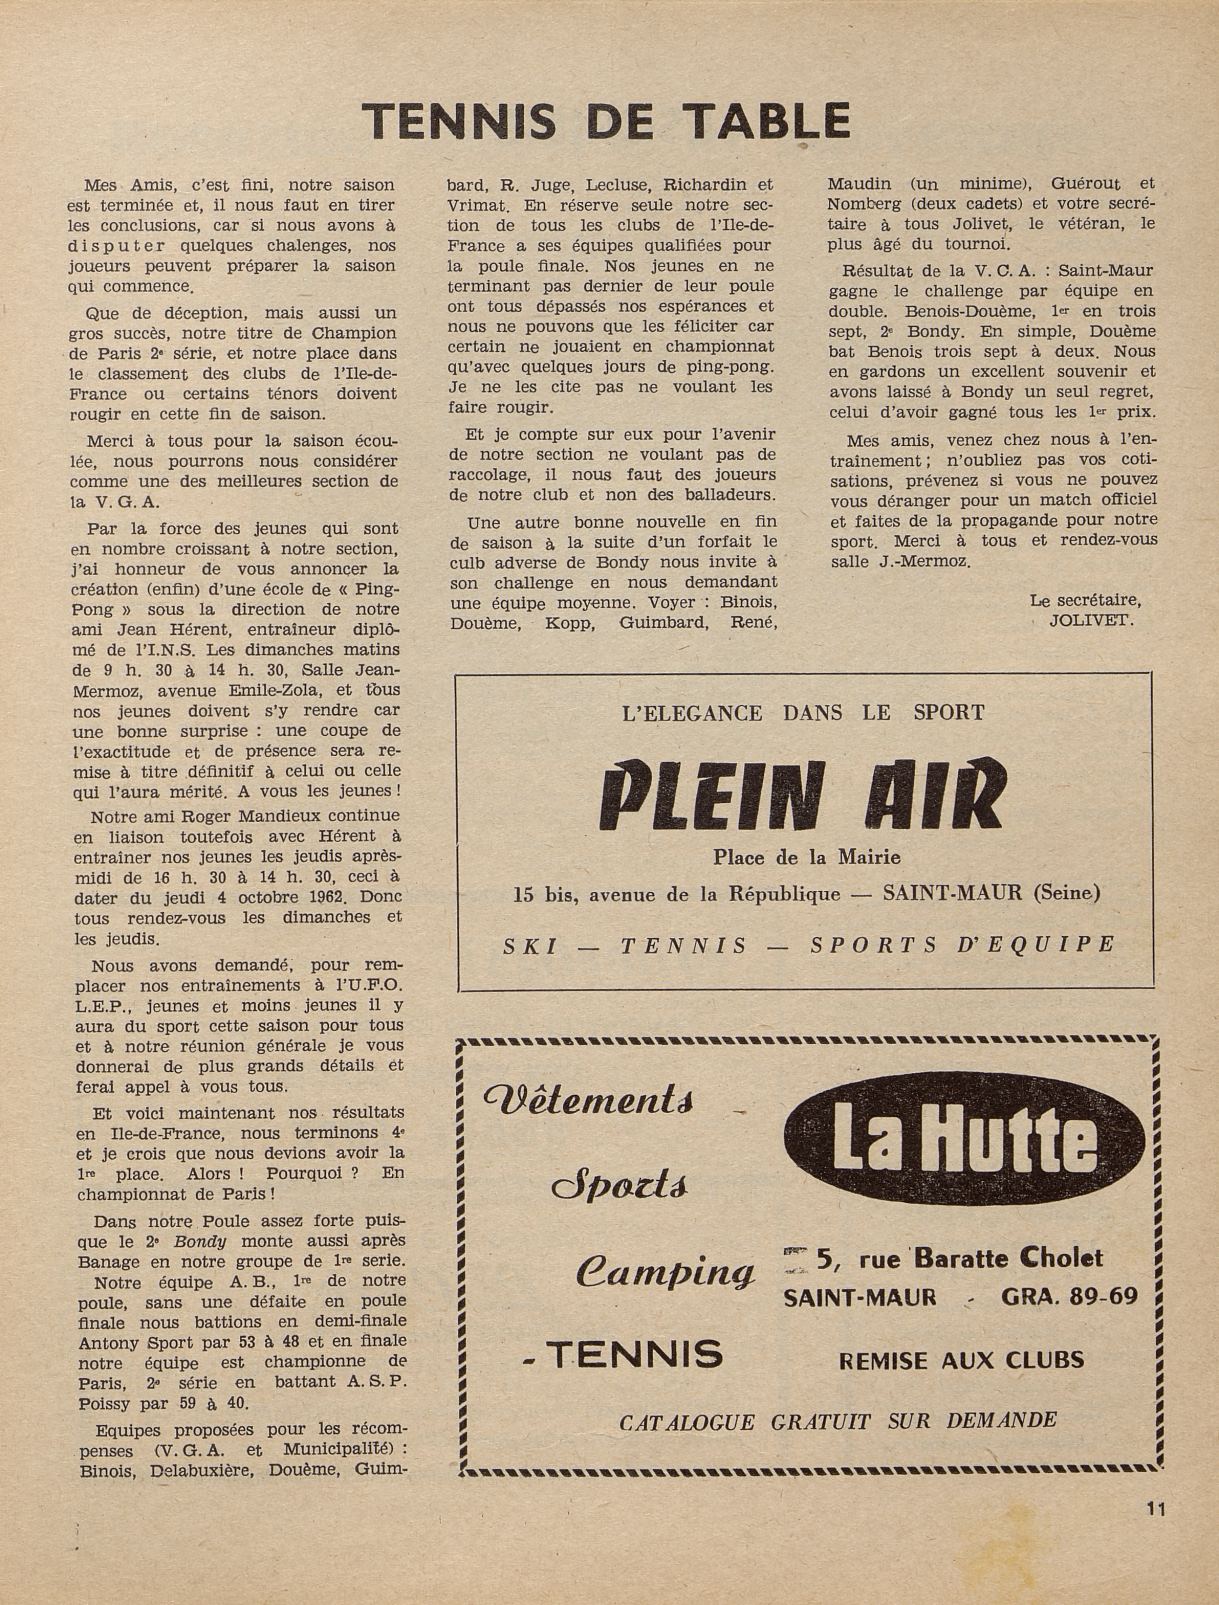 TENNIS DE TABLE
Mes Amis, c'est fini, notre saison
est terminée et, il nous faut en tirer
les conclusions, car si nous avons à
disputer quelques chalenges, nos
joueurs peuvent préparer la saison
qui commence.
Que de déception, mais aussi un
gros succès, notre titre de Champion
de Paris 2e série, et notre place dans
le classement des clubs de l'Ile-de-
France ou certains ténors doivent
rougir en cette fin de saison.
Merci à tous pour la saison écou-
lée, nous pourrons nous considérer
comme une des meilleures section de
la V. G. A.
Par la force des jeunes qui sont
en nombre croissant à notre section,
j'ai honneur de vous annonçer la
création (enfin) d'une école de « Ping-
Pong » sous la direction de notre
ami Jean Hérent, entraîneur diplô-
mé de l'I.N.S. Les dimanches matins
de 9 h. 30 à 14 h. 30, Salle Jean-
Mermoz, avenue Emile-Zola, et tous
nos jeunes doivent s'y rendre car
une bonne surprise : une coupe de
l'exactitude et de présence sera re-
mise à titre définitif à celui ou celle
qui l'aura mérité. A vous les jeunes !
Notre ami Roger Mandieux continue
en liaison toutefois avec Hérent à
entraîner nos jeunes les jeudis après-
midi de 16 h. 30 à 14 h. 30, ceci à
dater du jeudi 4 octobre 1962. Donc
tous rendez-vous les dimanches et
les jeudis.
Nous avons demandé, pour rem-
placer nos entraînements à l'U.F.O.
L.E.P., jeunes et moins jeunes il y
aura du sport cette saison pour tous
et à notre réunion générale je vous
donnerai de plus grands détails et
ferai appel à vous tous.
Et voici maintenant nos résultats
en Ile-de-France, nous terminons 4e
et je crois que nous devions avoir la
1re place. Alors ! Pourquoi ? En
championnat de Paris !
Dans notre Poule assez forte puis-
que le 2e Bondy monte aussi après
Banage en notre groupe de 1re serie.
Notre équipe A. B., 1re de notre
poule, sans une défaite en poule
finale nous battions en demi-finale
Antony Sport par 53 à 48 et en finale
notre équipe est championne de
Paris, 2e série en battant A. S. P.
Poissy par 59 à 40.
Equipes proposées pour les récom-
penses (V. G. A. et Municipalité) :
Binois, Delabuxière, Douème, Guim-
bard, R. Juge, Lecluse, Richardin et
Vrimat. En réserve seule notre sec-
tion de tous les clubs de l'Ile-de-
France a ses équipes qualifiées pour
la poule finale. Nos jeunes en ne
terminant pas dernier de leur poule
ont tous dépassés nos espérances et
nous ne pouvons que les féliciter car
certain ne jouaient en championnat
qu'avec quelques jours de ping-pong.
Je ne les cite pas ne voulant les
faire rougir.
Et je compte sur eux pour l'avenir
de notre section ne voulant pas de
raccolage, il nous faut des joueurs
de notre club et non des balladeurs.
Une autre bonne nouvelle en fin
de saison à la suite d'un forfait le
culb adverse de Bondy nous invite à
son challenge en nous demandant
une équipe moyenne. Voyer : Binois,
Douème, Kopp, Guimbard, René,
Maudin (un minime), Guérout et
Nomberg (deux cadets) et votre secré-
taire à tous Jolivet, le vétéran, le
plus âgé du tournoi.
Résultat de la V. C. A. : Saint-Maur
gagne le challenge par équipe en
double. Benois-Douème, 1er en trois
sept, 2e Bondy. En simple, Douème
bat Benois trois sept à deux. Nous
en gardons un excellent souvenir et
avons laissé à Bondy un seul regret,
celui d'avoir gagné tous les 1er prix.
Mes amis, venez chez nous à l'en-
traînement ; n'oubliez pas vos coti-
sations, prévenez si vous ne pouvez
vous déranger pour un match officiel
et faites de la propagande pour notre
sport. Merci à tous et rendez-vous
salle J.-Mermoz.
Le secrétaire,
JOLIVET.
L'ELEGANCE DANS LE SPORT
PLEIN AIR
Place de la Mairie
15 bis, avenue de la République — SAINT-MAUR (Seine)
SKI — TENNIS — SPORTS D'EQUIPE
Vêtements
La Hutte
Sports
Camping
5, rue Baratte Cholet
SAINT-MAUR - GRA. 89-69
- TENNIS
REMISE AUX CLUBS
CATALOGUE GRATUIT SUR DEMANDE
11